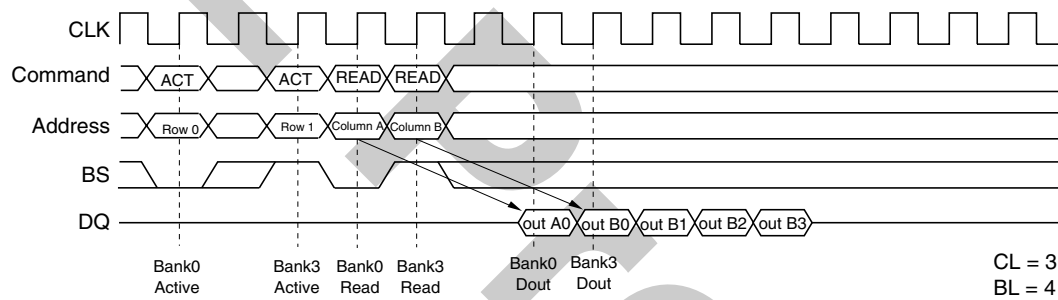 CLK
Command ACT ACT READ READ
Address Row 0 Row 1 Column A Column B
BS
DQ out A0 out B0 out B1 out B2 out B3
Bank0 Active Bank3 Active Bank0 Read Bank3 Read Bank0 Dout Bank3 Dout
CL = 3
BL = 4